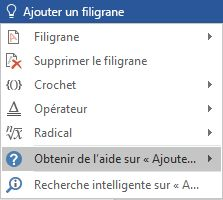 Ajouter un filigrane
Filigrane
Supprimer le filigrane
{()} Crochet
Opérateur
Radical
Obtenir de l'aide sur « Ajoute...
Recherche intelligente sur « A...